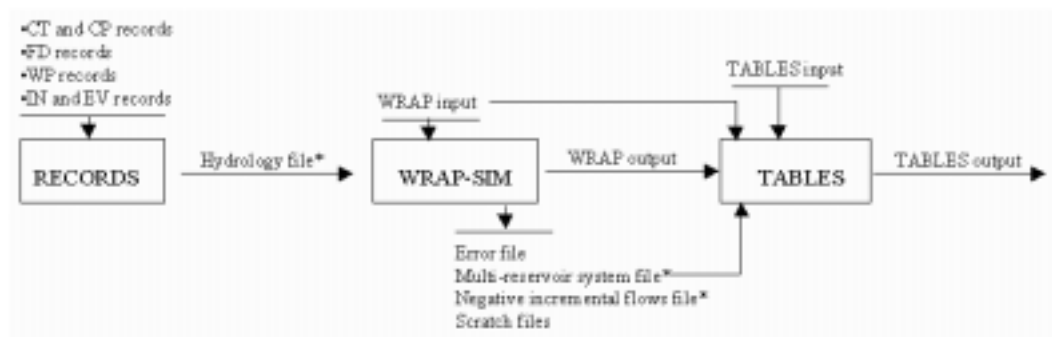 •CT and CP records
•FD records
•WP records
•IN and EV records
WRAP input
TABLES input
RECORDS
Hydrology file*
WRAP-SIM
WRAP output
TABLES
TABLES output
Error file
Multi-reservoir system file*
Negative incremental flows file*
Scratch files